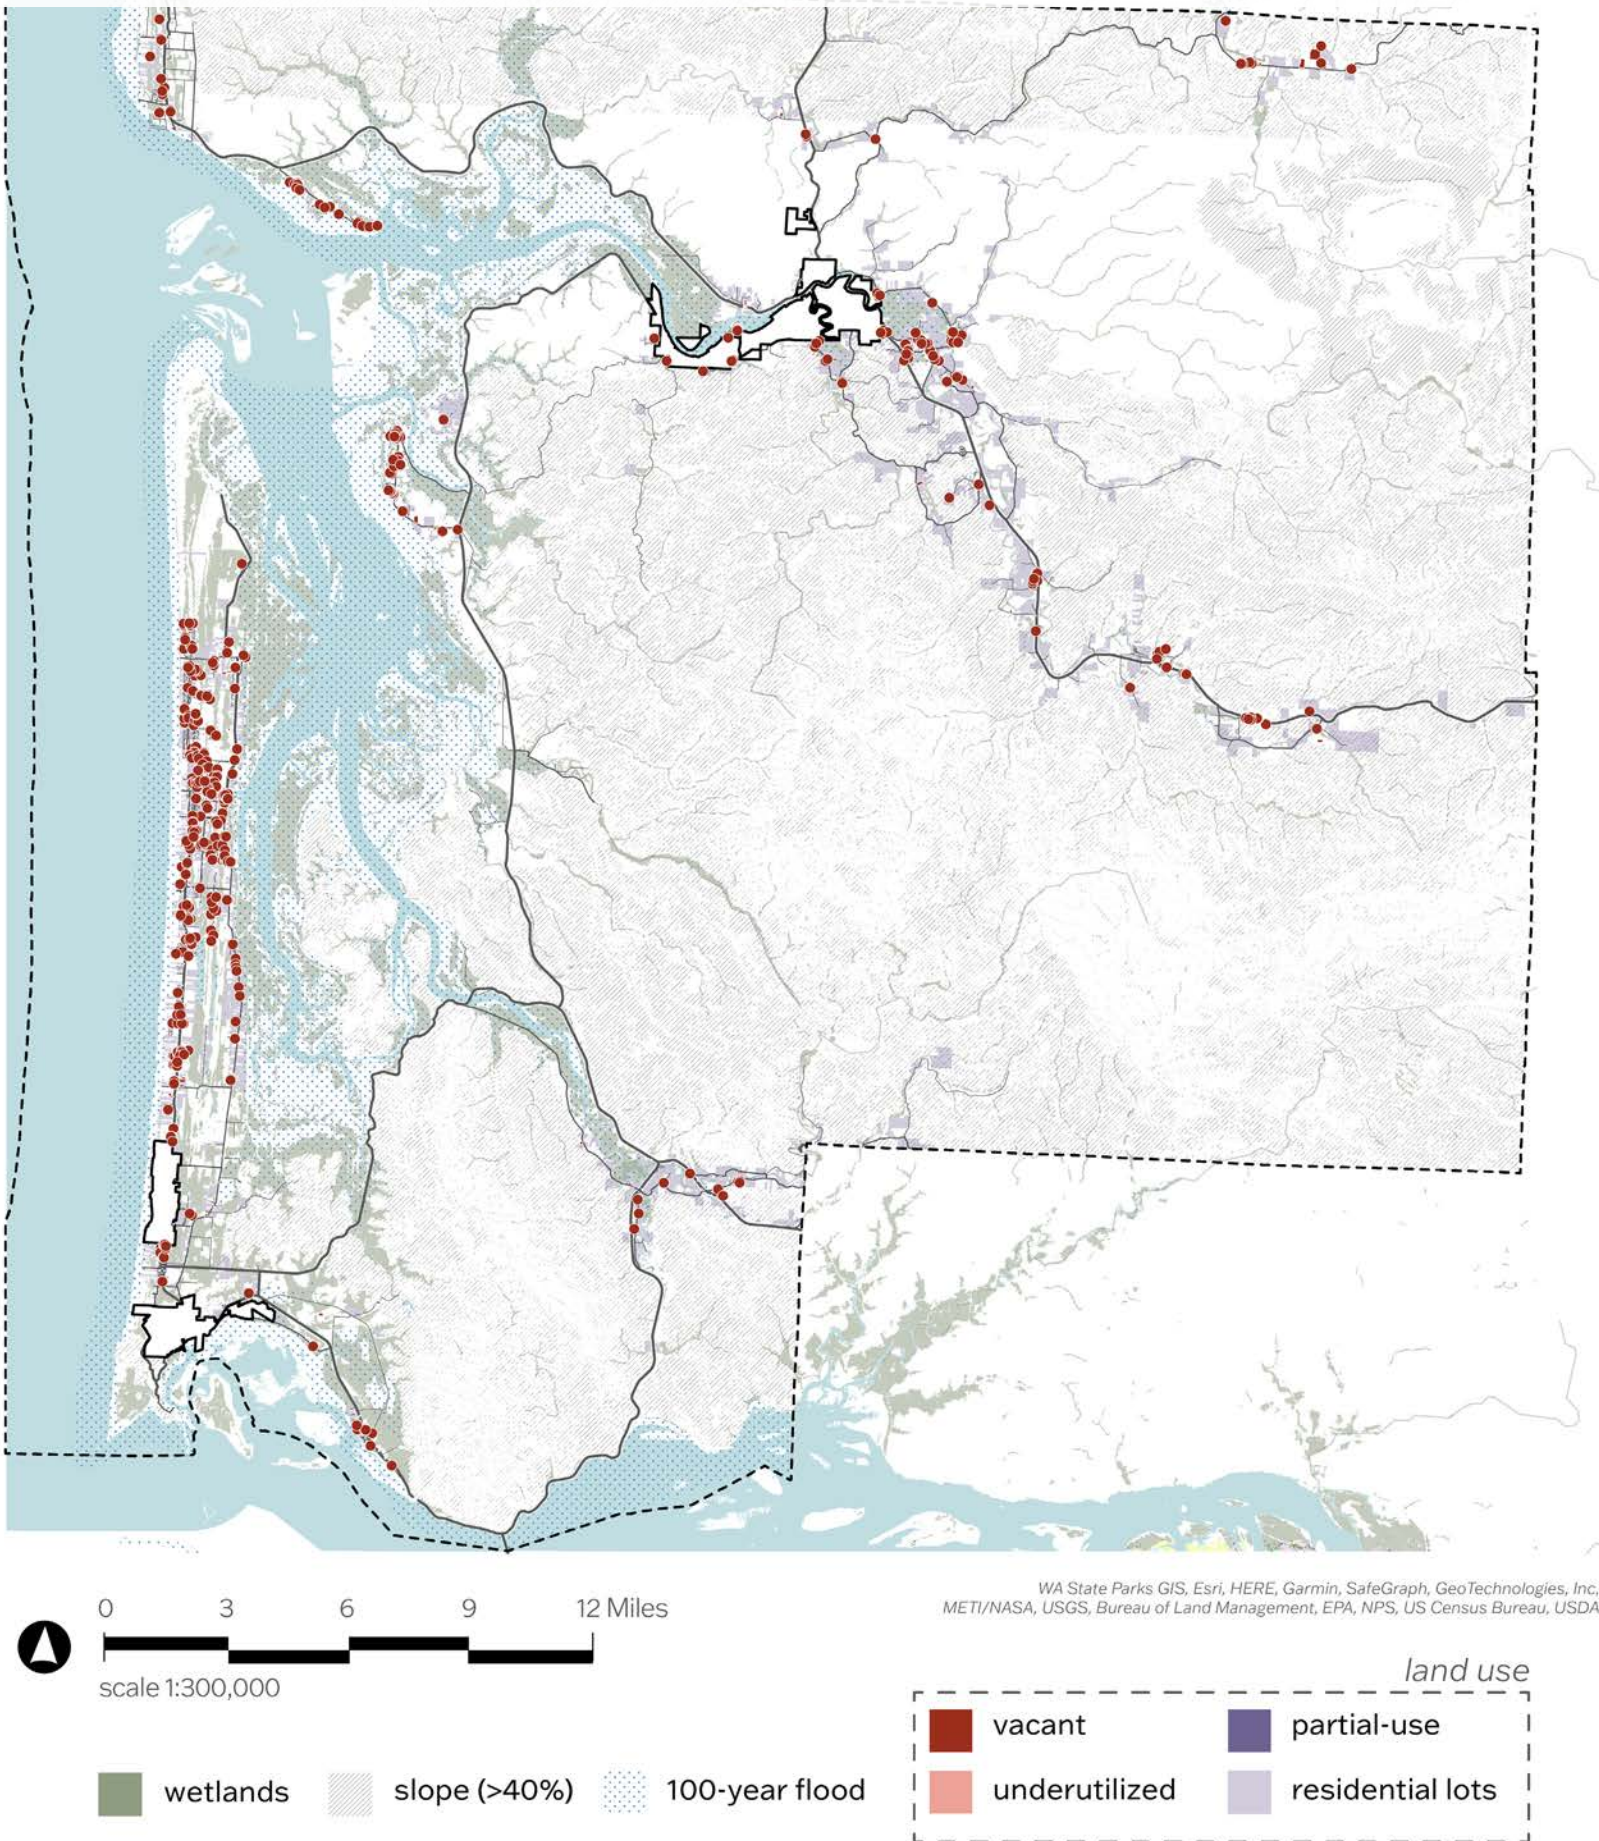 WA State Parks GIS, Esri, HERE, Garmin, SafeGraph, GeoTechnologies, Inc,
METI/NASA, USGS, Bureau of Land Management, EPA, NPS, US Census Bureau, USDA
0 3 6 9 12 Miles
scale 1:300,000
land use
vacant partial-use
wetlands slope (>40%) 100-year flood underutilized residential lots